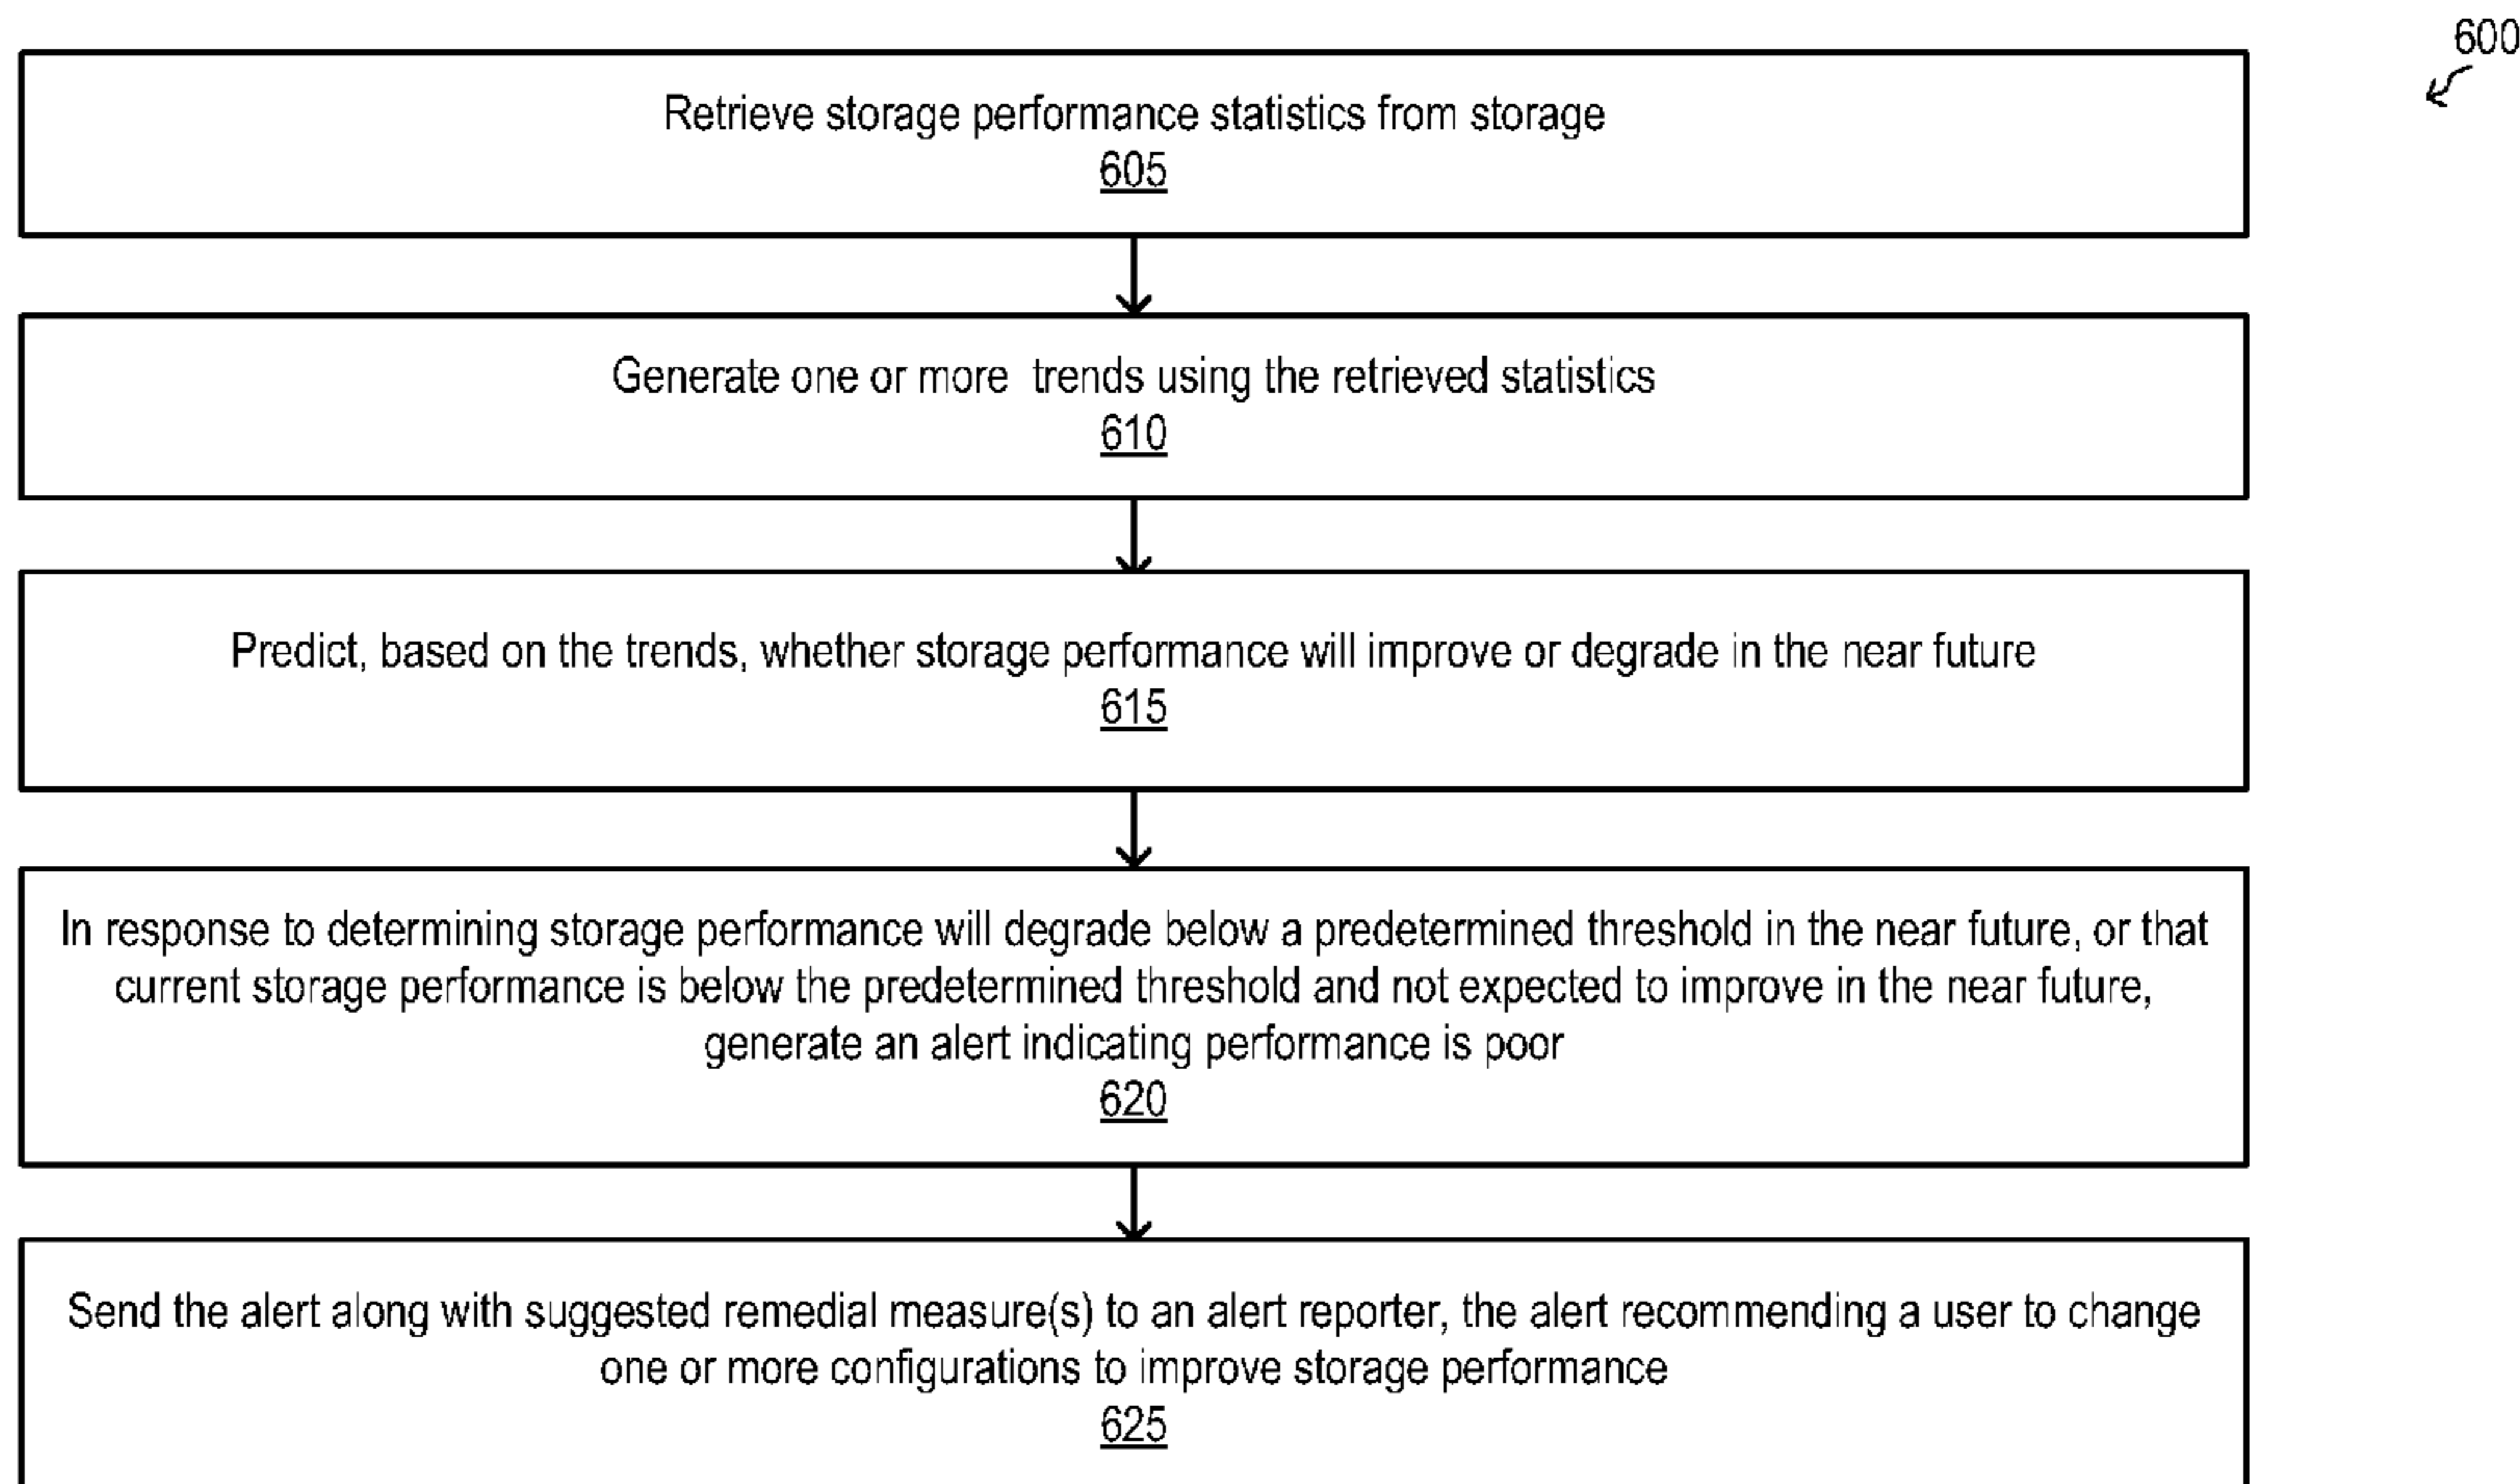 600
Retrieve storage performance statistics from storage
605
Generate one or more trends using the retrieved statistics
610
Predict, based on the trends, whether storage performance will improve or degrade in the near future
615
In response to determining storage performance will degrade below a predetermined threshold in the near future, or that
current storage performance is below the predetermined threshold and not expected to improve in the near future,
generate an alert indicating performance is poor
620
Send the alert along with suggested remedial measure(s) to an alert reporter, the alert recommending a user to change
one or more configurations to improve storage performance
625